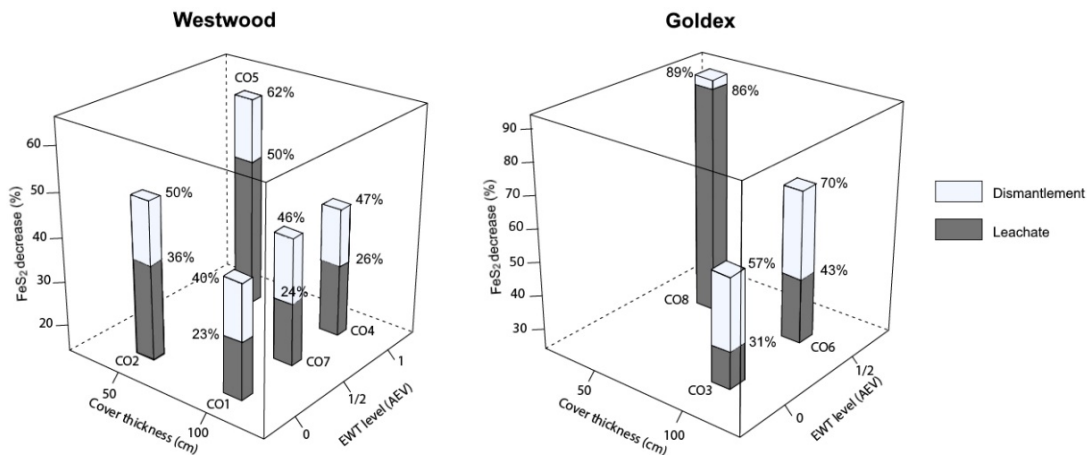 Westwood
Goldex
CO5
62%
50%
60
50
40
30
20
FeS₂ decrease (%)
50%
36%
CO2
40%
23%
CO1
46%
24%
CO7
47%
26%
CO4
50
100
Cover thickness (cm)
0
1/2
1
EWT level (AEV)
89%
86%
CO8
90
80
70
60
50
40
30
FeS₂ decrease (%)
57%
31%
CO3
70%
43%
CO6
50
100
Cover thickness (cm)
0
1/2
EWT level (AEV)
Dismantlement
Leachate